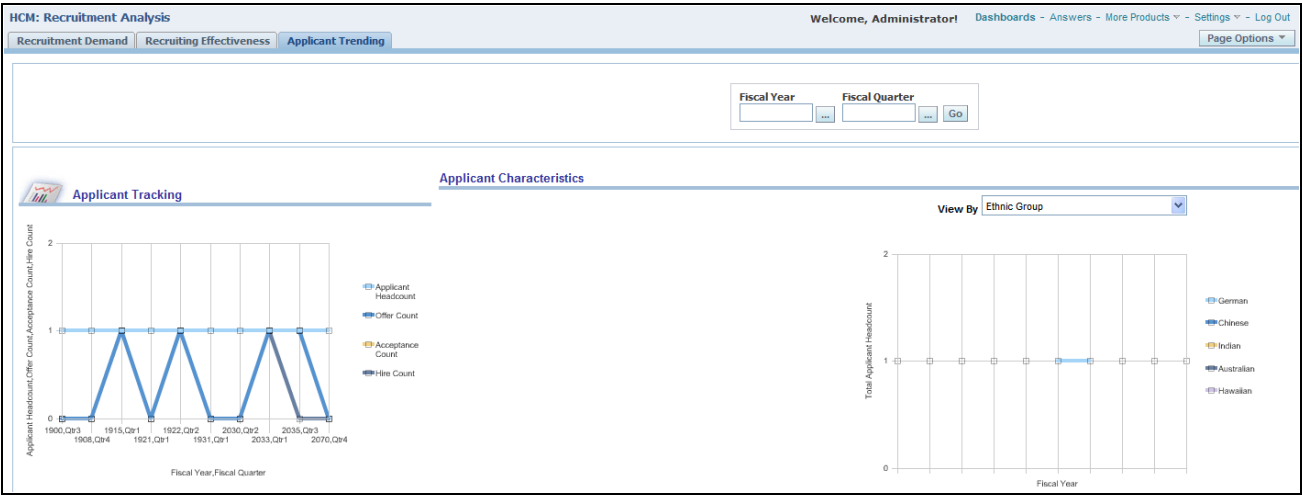 HCM: Recruitment Analysis
Welcome, Administrator! Dashboards - Answers - More Products - Settings - Log Out
Recruitment Demand Recruiting Effectiveness Applicant Trending
Page Options
Fiscal Year Fiscal Quarter
... ... Go
Applicant Tracking
Applicant Characteristics
View By Ethnic Group
Applicant Headcount,Offer Count,Acceptance Count,Hire Count
2
1
0
1900,Qtr3 1915,Qtr1 1922,Qtr2 2030,Qtr2 2035,Qtr3
1908,Qtr4 1921,Qtr1 1931,Qtr1 2033,Qtr1 2070,Qtr4
Fiscal Year,Fiscal Quarter
Applicant
Headcount
Offer Count
Acceptance
Count
Hire Count
Total Applicant Headcount
2
1
0
Fiscal Year
German
Chinese
Indian
Australian
Hawaiian